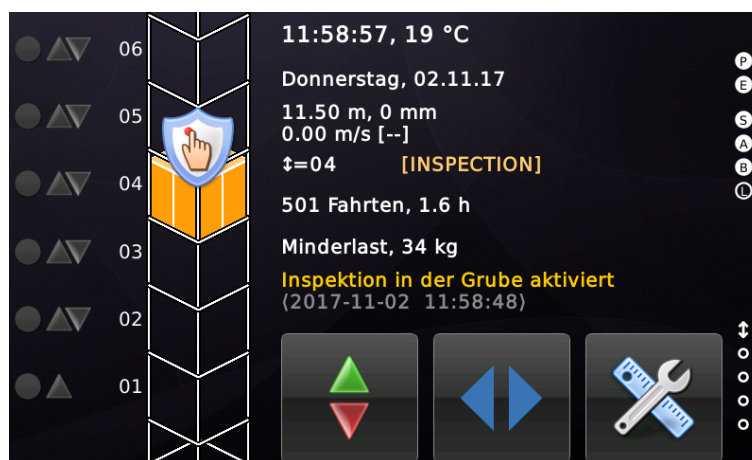 06
05
04
03
02
01
11:58:57, 19 °C
Donnerstag, 02.11.17
11.50 m, 0 mm
0.00 m/s [--]
↕=04 [INSPECTION]
501 Fahrten, 1.6 h
Minderlast, 34 kg
Inspektion in der Grube aktiviert
(2017-11-02 11:58:48)
P
E
S
A
B
L